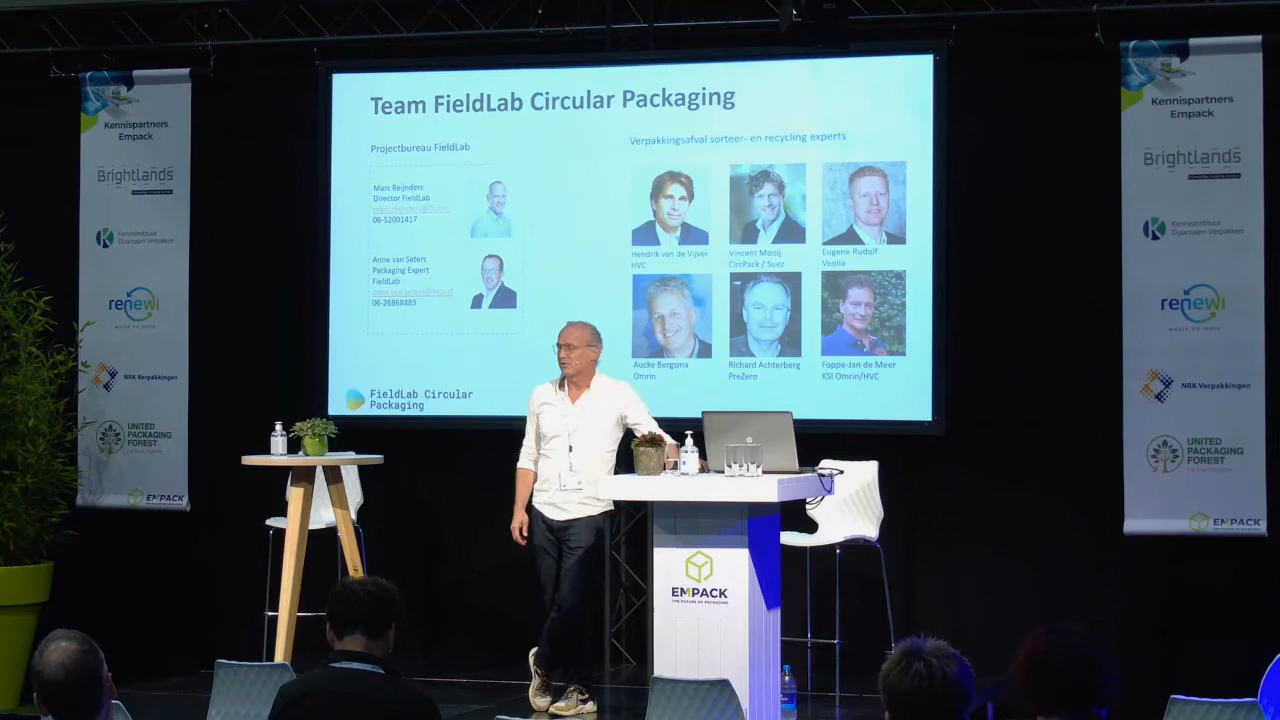 Team FieldLab Circular Packaging
Projectbureau FieldLab
Marc Reijnders
Director FieldLab
06-52001417
Anne van Seters
Packaging Expert
FieldLab
06-26868483
Verpakkingsafval sorteer- en recycling experts
Hendrik van de Vijver
HVC
Vincent Mooij
CircPack / Suez
Eugene Rudolf
Veolia
Aucke Bergsma
Omrin
Richard Achterberg
PreZero
Foppe-Jan de Meer
KSI Omrin/HVC
FieldLab Circular
Packaging
Kennispartners
Empack
Brightlands
Kennisinstituut
Duurzaam Verpakken
renewi
waste no more
NRK Verpakkingen
UNITED
PACKAGING
FOREST
EMPACK
Kennispartners
Empack
Brightlands
Kennisinstituut
Duurzaam Verpakken
renewi
waste no more
NRK Verpakkingen
UNITED
PACKAGING
FOREST
EMPACK
hp
EMPACK
THE FUTURE OF PACKAGING